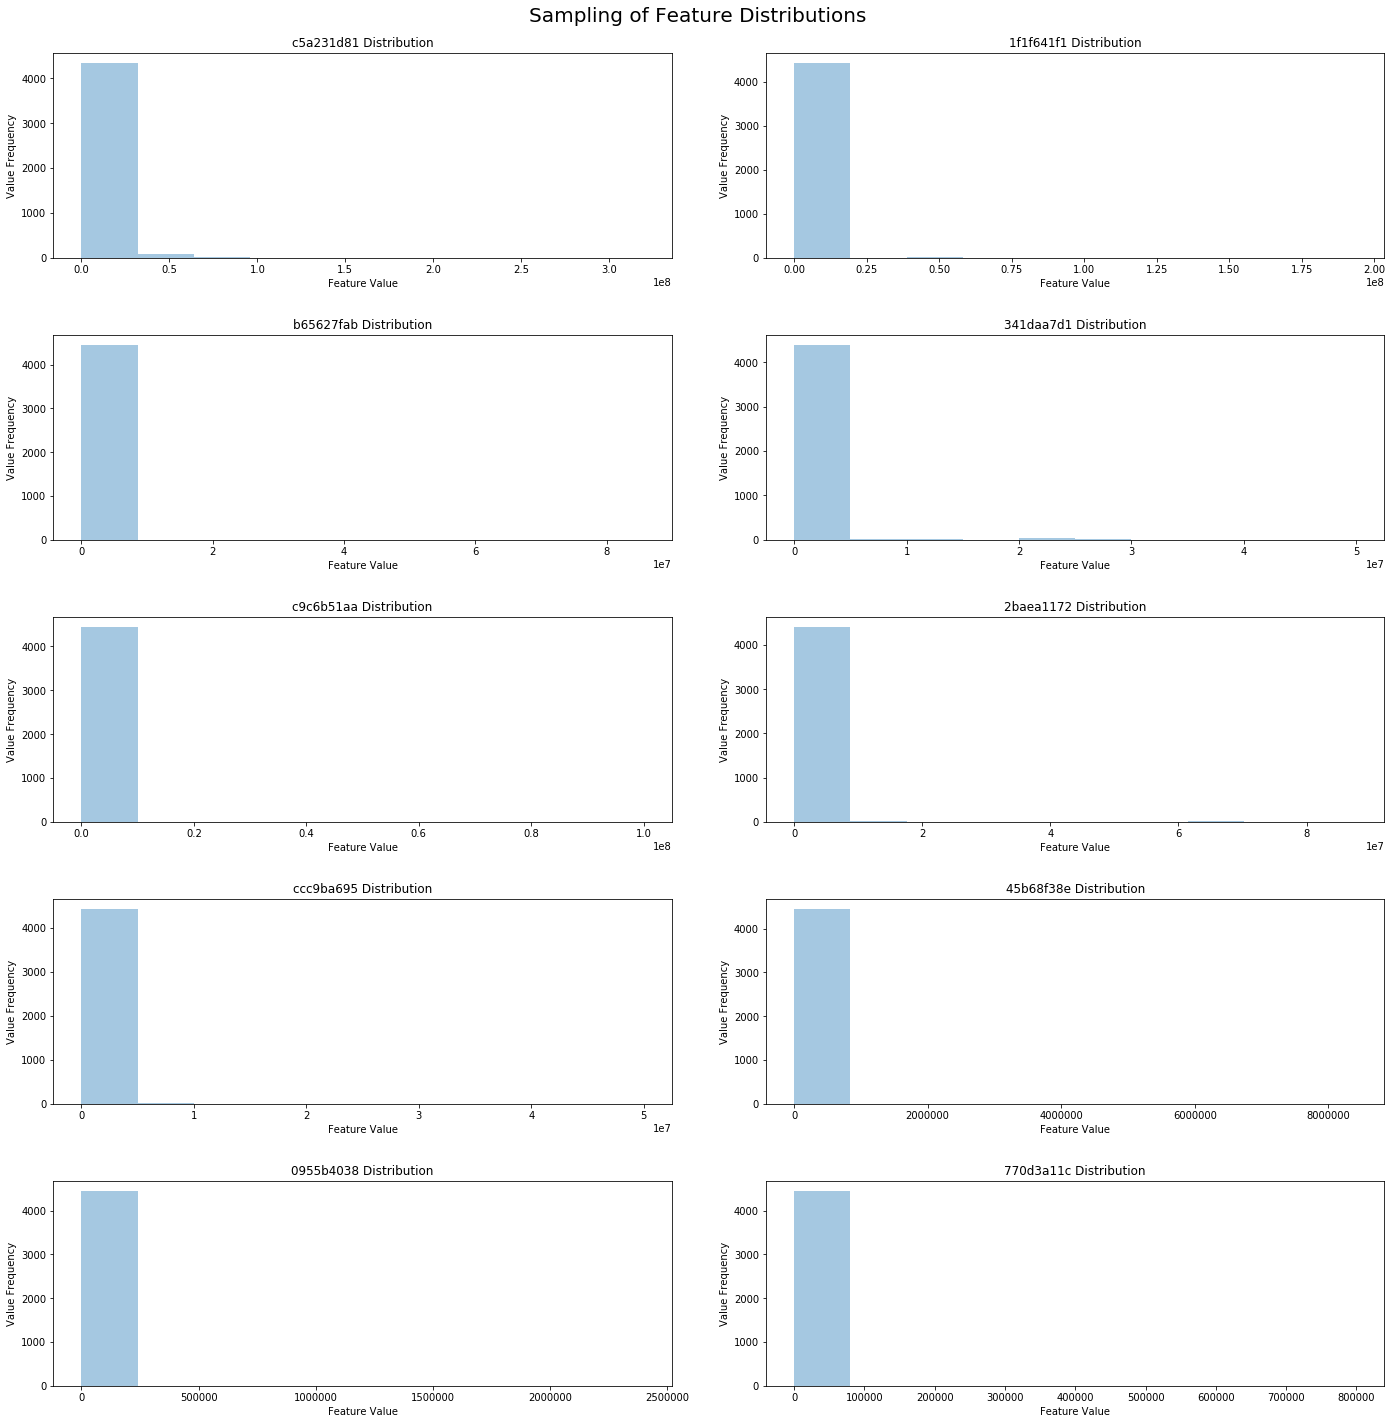 Sampling of Feature Distributions
c5a231d81 Distribution
Value Frequency
4000
3000
2000
1000
0
0.0 0.5 1.0 1.5 2.0 2.5 3.0
1e8
Feature Value
1f1f641f1 Distribution
Value Frequency
4000
3000
2000
1000
0
0.00 0.25 0.50 0.75 1.00 1.25 1.50 1.75 2.00
1e8
Feature Value
b65627fab Distribution
Value Frequency
4000
3000
2000
1000
0
0 2 4 6 8
1e7
Feature Value
341daa7d1 Distribution
Value Frequency
4000
3000
2000
1000
0
0 1 2 3 4 5
1e7
Feature Value
c9c6b51aa Distribution
Value Frequency
4000
3000
2000
1000
0
0.0 0.2 0.4 0.6 0.8 1.0
1e8
Feature Value
2baea1172 Distribution
Value Frequency
4000
3000
2000
1000
0
0 2 4 6 8
1e7
Feature Value
ccc9ba695 Distribution
Value Frequency
4000
3000
2000
1000
0
0 1 2 3 4 5
1e7
Feature Value
45b68f38e Distribution
Value Frequency
4000
3000
2000
1000
0
0 2000000 4000000 6000000 8000000
Feature Value
0955b4038 Distribution
Value Frequency
4000
3000
2000
1000
0
0 500000 1000000 1500000 2000000 2500000
Feature Value
770d3a11c Distribution
Value Frequency
4000
3000
2000
1000
0
0 100000 200000 300000 400000 500000 600000 700000 800000
Feature Value